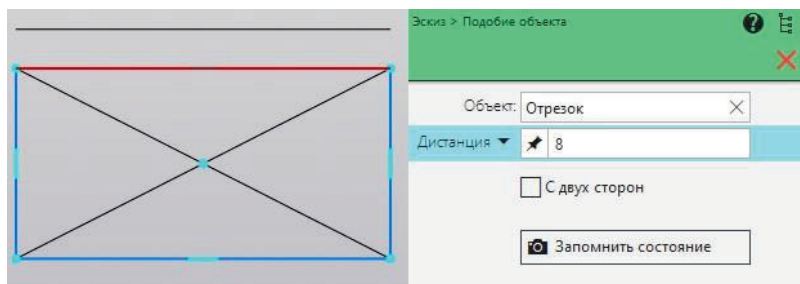 Эскиз > Подобие объекта
Объект: Отрезок
Дистанция 8
С двух сторон
Запомнить состояние